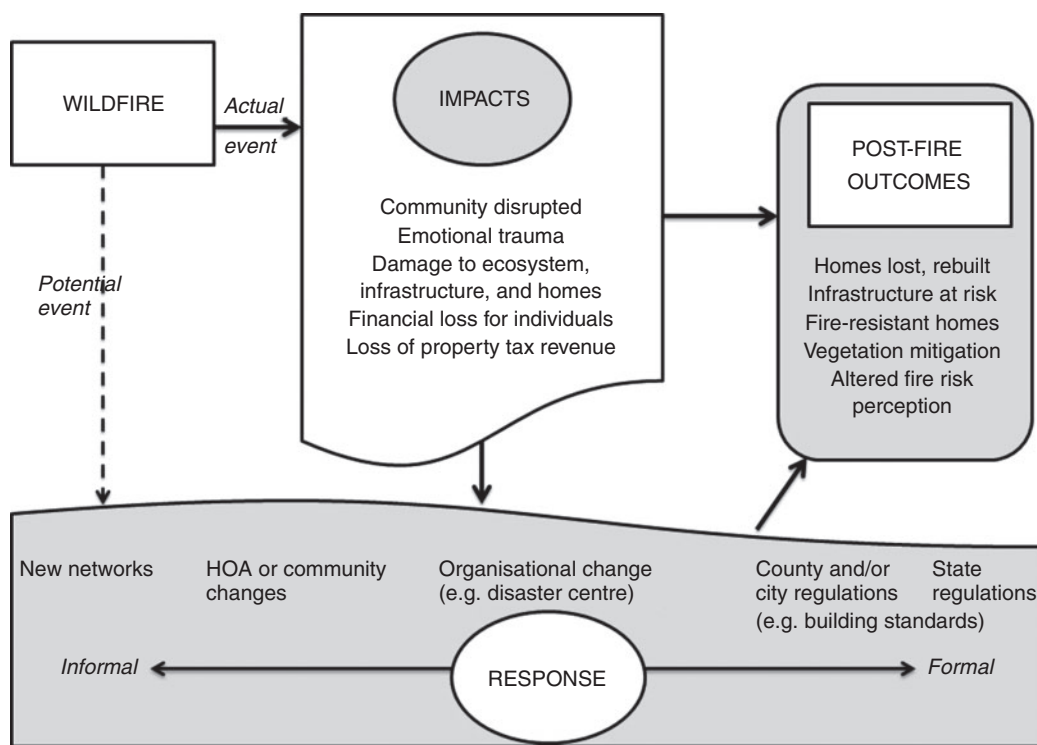 WILDFIRE
Actual
event
Potential
event
IMPACTS
Community disrupted
Emotional trauma
Damage to ecosystem,
infrastructure, and homes
Financial loss for individuals
Loss of property tax revenue
POST-FIRE
OUTCOMES
Homes lost, rebuilt
Infrastructure at risk
Fire-resistant homes
Vegetation mitigation
Altered fire risk
perception
New networks
HOA or community
changes
Organisational change
(e.g. disaster centre)
County and/or
city regulations
(e.g. building standards)
State
regulations
Informal
RESPONSE
Formal